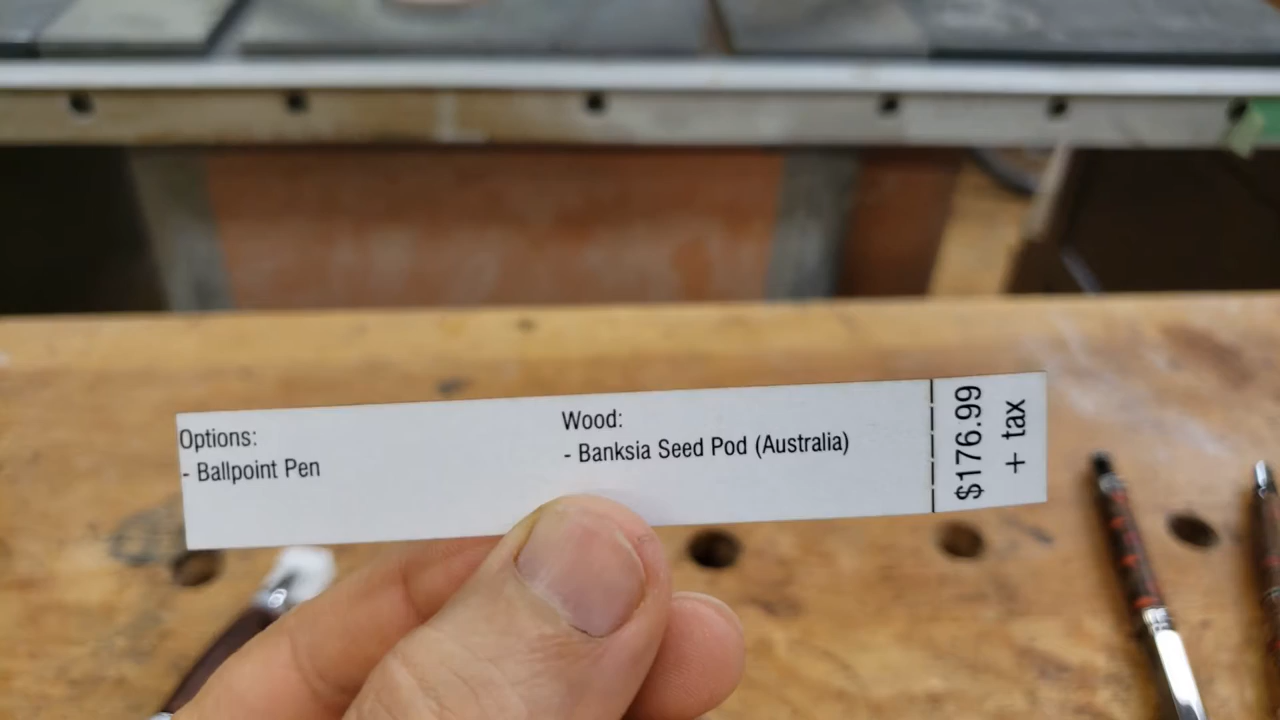 Options:
- Ballpoint Pen
Wood:
- Banksia Seed Pod (Australia)
$176.99
+ tax